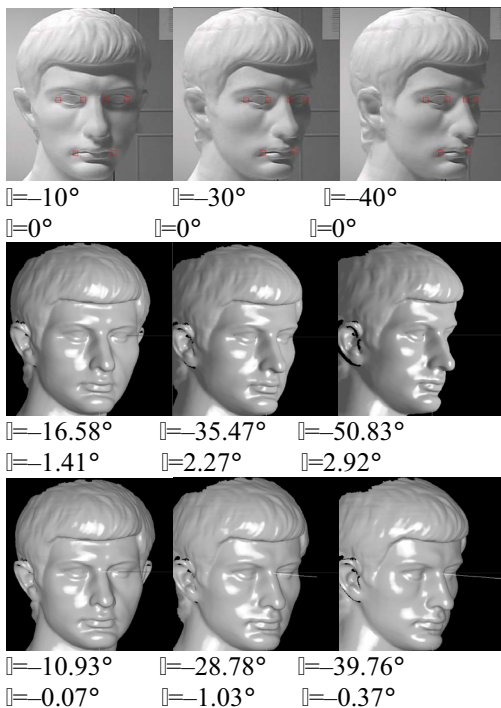 =–10° =–30° =–40°
=0° =0° =0°
=–16.58° =–35.47° =–50.83°
=–1.41° =2.27° =2.92°
=–10.93° =–28.78° =–39.76°
=–0.07° =–1.03° =–0.37°